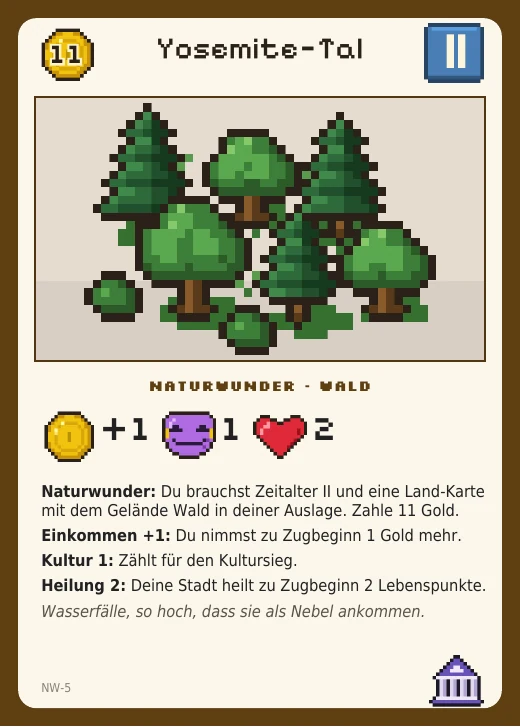 11
Yosemite-Tal
II
NATURWUNDER - WALD
+1 1 2
Naturwunder: Du brauchst Zeitalter II und eine Land-Karte
mit dem Gelände Wald in deiner Auslage. Zahle 11 Gold.
Einkommen +1: Du nimmst zu Zugbeginn 1 Gold mehr.
Kultur 1: Zählt für den Kultursieg.
Heilung 2: Deine Stadt heilt zu Zugbeginn 2 Lebenspunkte.
Wasserfälle, so hoch, dass sie als Nebel ankommen.
NW-5